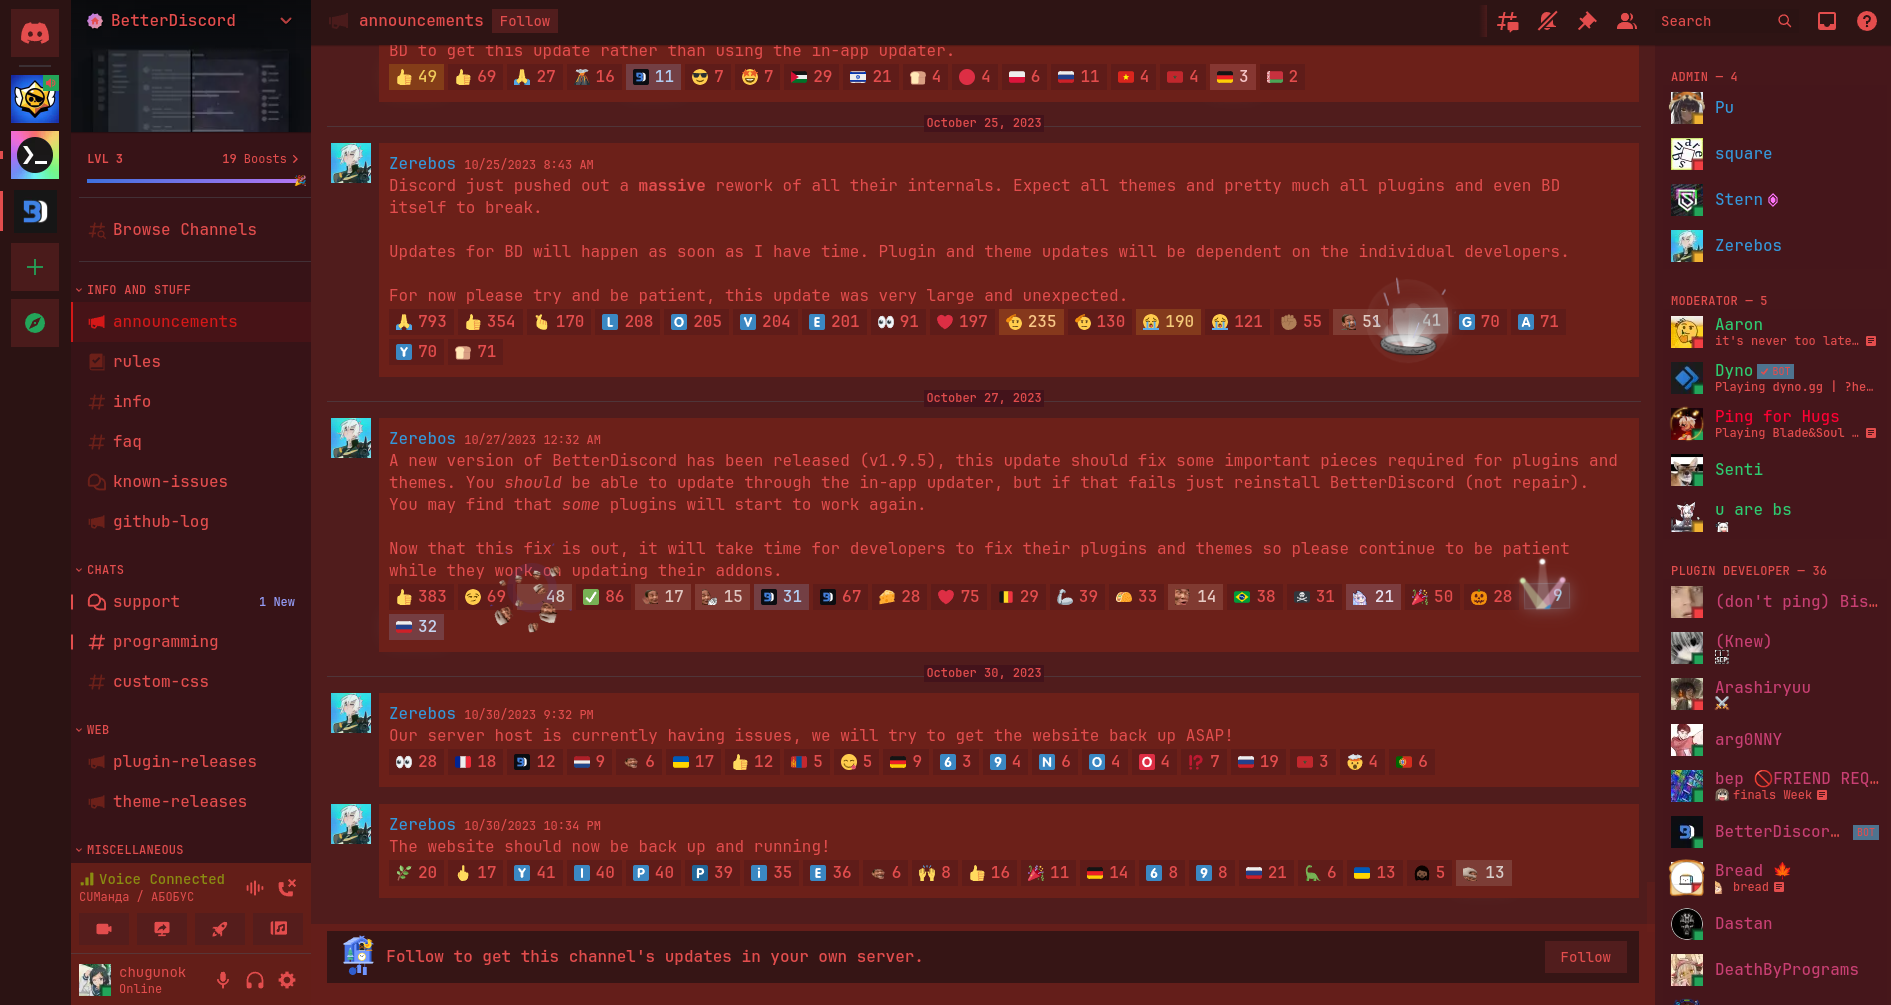 BetterDiscord
LVL 3
19 Boosts
Browse Channels
INFO AND STUFF
announcements
rules
info
faq
known-issues
github-log
CHATS
support
1 New
programming
custom-css
WEB
plugin-releases
theme-releases
MISCELLANEOUS
Voice Connected
CUMанда / АБОБУС
chugunok
Online
announcements
Follow
Search
BD to get this update rather than using the in-app updater.
49 69 27 16 11 7 7 29 21 4 4 6 11 4 4 3 2
October 25, 2023
Zerebos 10/25/2023 8:43 AM
Discord just pushed out a massive rework of all their internals. Expect all themes and pretty much all plugins and even BD
itself to break.
Updates for BD will happen as soon as I have time. Plugin and theme updates will be dependent on the individual developers.
For now please try and be patient, this update was very large and unexpected.
793 354 170 L 208 O 205 V 204 E 201 91 197 235 130 190 121 55 51 41 G 70 A 71
Y 70 71
October 27, 2023
Zerebos 10/27/2023 12:32 AM
A new version of BetterDiscord has been released (v1.9.5), this update should fix some important pieces required for plugins and
themes. You should be able to update through the in-app updater, but if that fails just reinstall BetterDiscord (not repair).
You may find that some plugins will start to work again.
Now that this fix is out, it will take time for developers to fix their plugins and themes so please continue to be patient
while they work on updating their addons.
383 69 48 86 17 15 31 67 28 75 29 39 33 14 38 31 21 50 28 9
32
October 30, 2023
Zerebos 10/30/2023 9:32 PM
Our server host is currently having issues, we will try to get the website back up ASAP!
28 18 12 9 6 17 12 5 5 9 6 3 9 4 N 6 O 4 O 4 !? 7 19 3 4 6
Zerebos 10/30/2023 10:34 PM
The website should now be back up and running!
20 17 Y 41 I 40 P 40 P 39 i 35 E 36 6 8 16 11 14 6 8 9 8 21 6 13 5 13
Follow to get this channel's updates in your own server.
Follow
ADMIN — 4
Pu
square
Stern
Zerebos
MODERATOR — 5
Aaron
it's never too late…
Dyno BOT
Playing dyno.gg | ?he…
Ping for Hugs
Playing Blade&Soul …
Senti
u are bs
PLUGIN DEVELOPER — 36
(don't ping) Bis…
(Knew)
Arashiryuu
arg0NNY
bep FRIEND REQ…
finals Week
BetterDiscor… BOT
Bread
bread
Dastan
DeathByPrograms